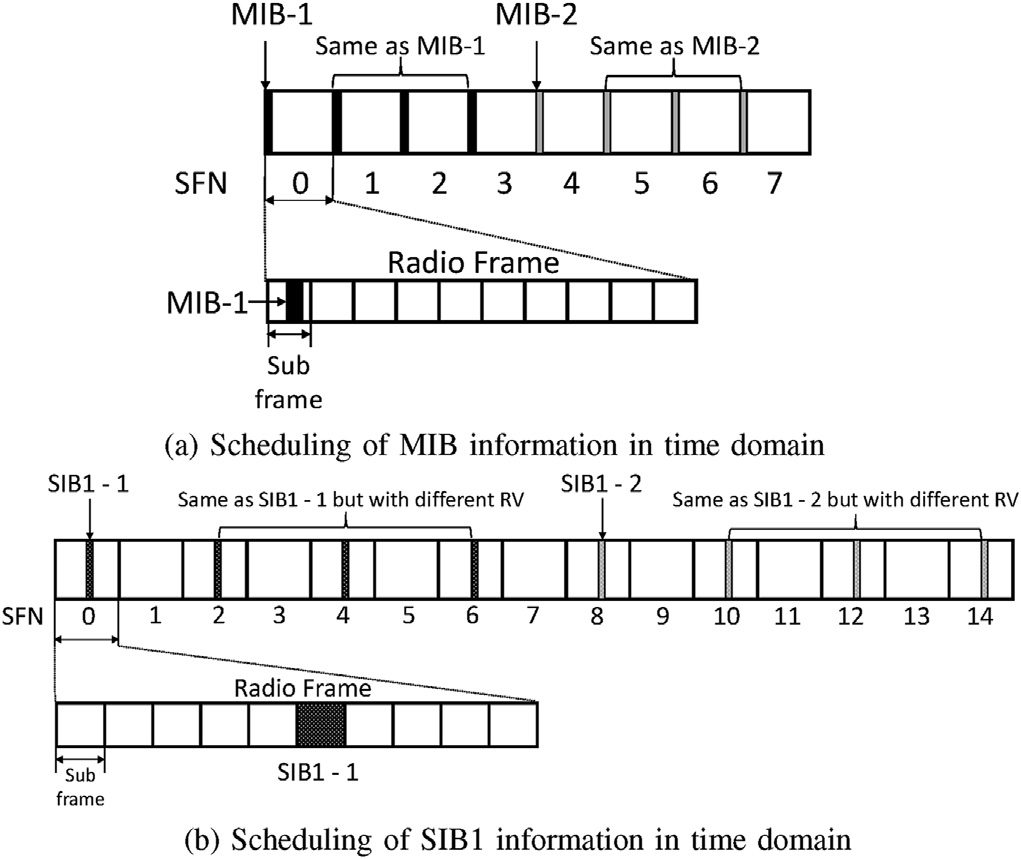 MIB-1
MIB-2
Same as MIB-1
Same as MIB-2
SFN 0 1 2 3 4 5 6 7
Radio Frame
MIB-1
Sub
frame
(a) Scheduling of MIB information in time domain
SIB1 - 1
Same as SIB1 - 1 but with different RV
SIB1 - 2
Same as SIB1 - 2 but with different RV
SFN 0 1 2 3 4 5 6 7 8 9 10 11 12 13 14
Radio Frame
SIB1 - 1
Sub
frame
(b) Scheduling of SIB1 information in time domain